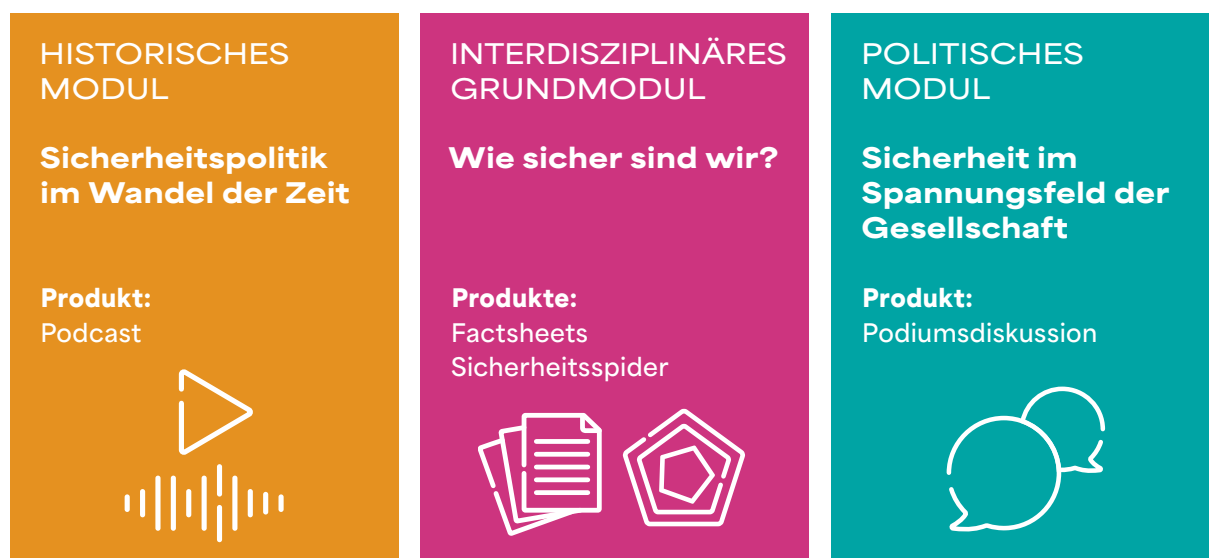 HISTORISCHES
MODUL
Sicherheitspolitik
im Wandel der Zeit
Produkt:
Podcast
INTERDISZIPLINÄRES
GRUNDMODUL
Wie sicher sind wir?
Produkte:
Factsheets
Sicherheitsspider
POLITISCHES
MODUL
Sicherheit im
Spannungsfeld der
Gesellschaft
Produkt:
Podiumsdiskussion